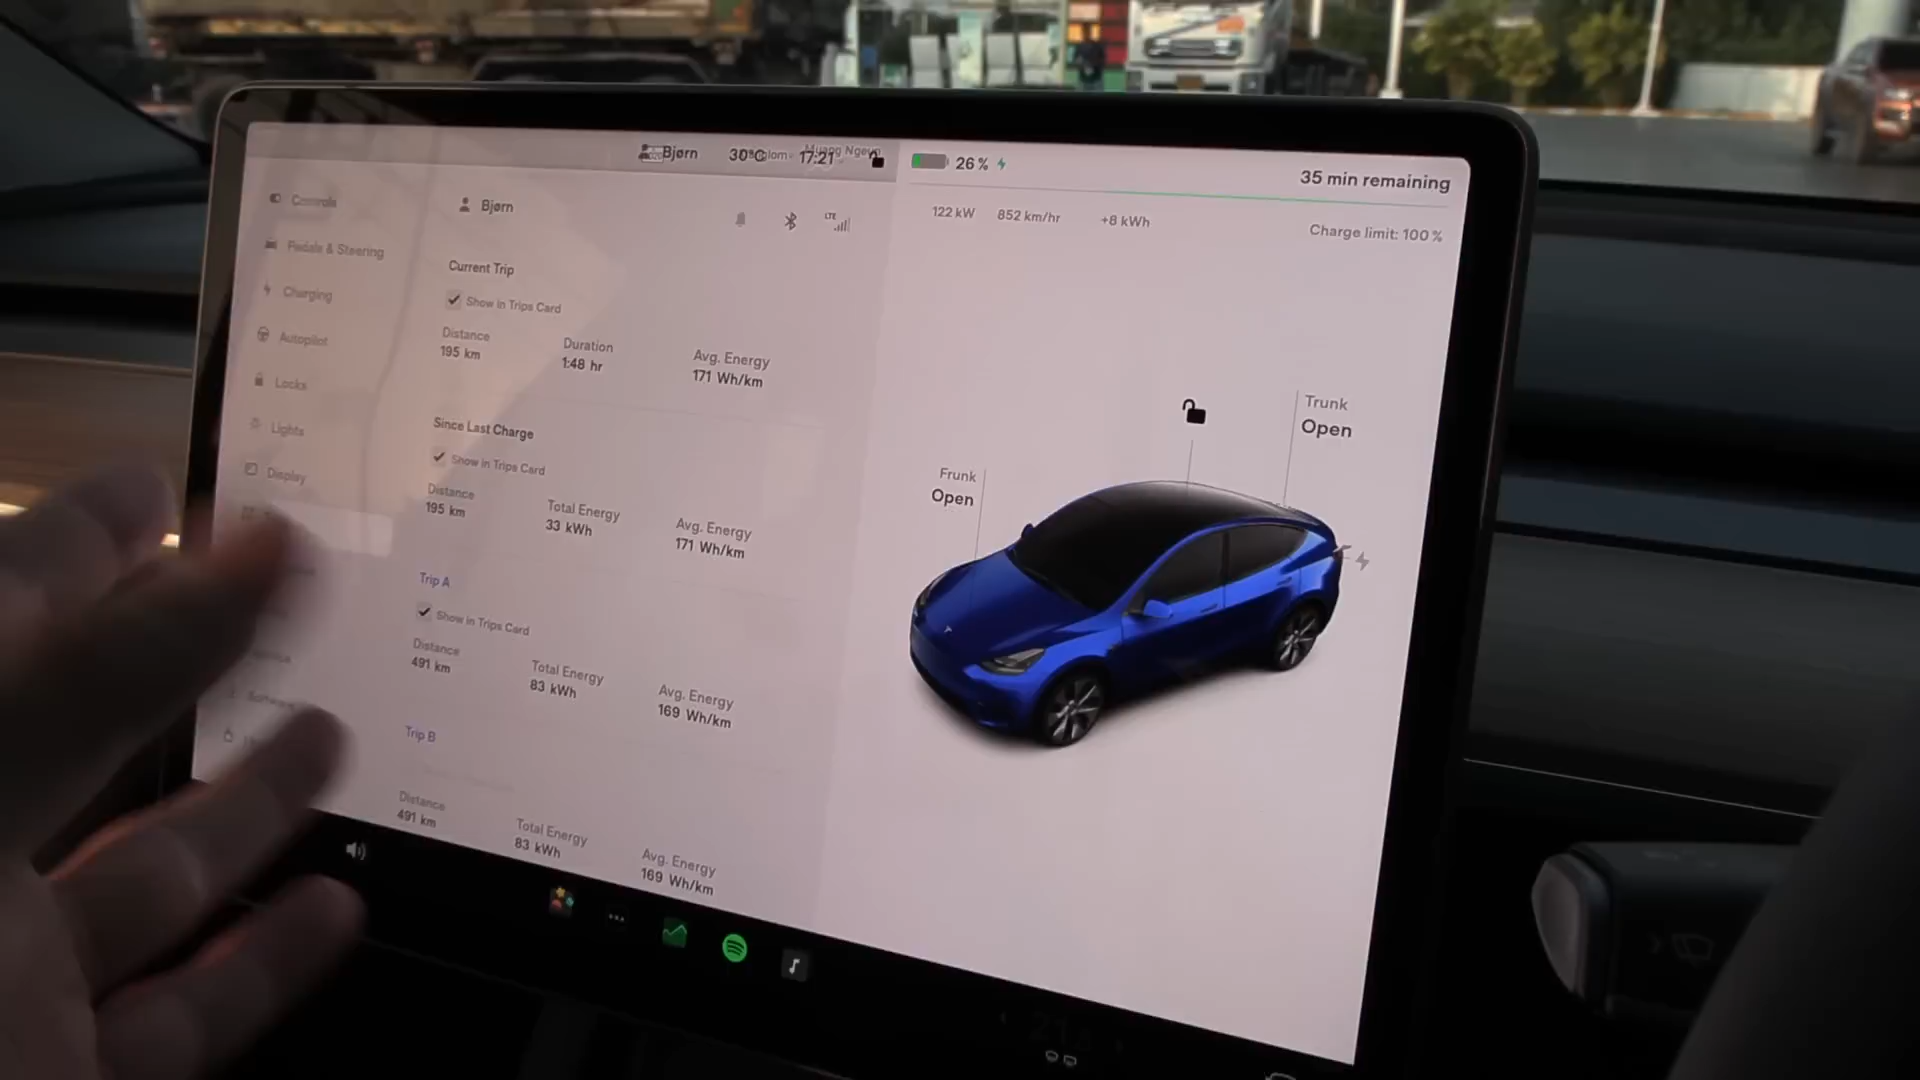 Bjørn
30°C
17:21
26 %
35 min remaining
122 kW
852 km/hr
+8 kWh
Charge limit: 100 %
Controls
Pedals & Steering
Charging
Autopilot
Locks
Lights
Display
Bjørn
LTE
Current Trip
Show in Trips Card
Distance
195 km
Duration
1:48 hr
Avg. Energy
171 Wh/km
Since Last Charge
Show in Trips Card
Distance
195 km
Total Energy
33 kWh
Avg. Energy
171 Wh/km
Trip A
Show in Trips Card
Distance
491 km
Total Energy
83 kWh
Avg. Energy
169 Wh/km
Trip B
Distance
491 km
Total Energy
83 kWh
Avg. Energy
169 Wh/km
Frunk
Open
Trunk
Open